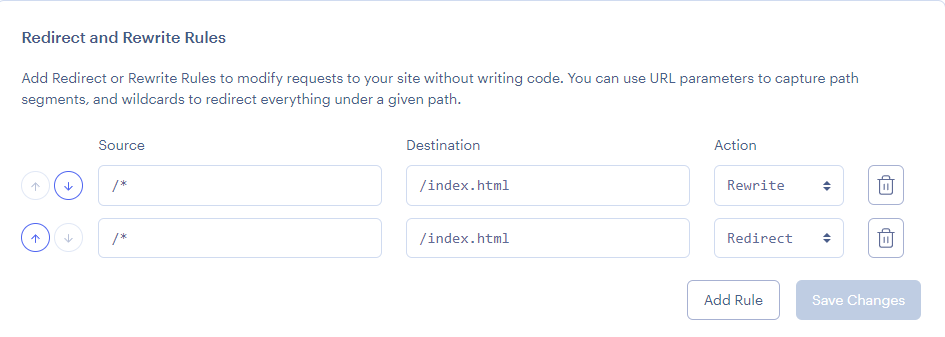 Redirect and Rewrite Rules
Add Redirect or Rewrite Rules to modify requests to your site without writing code. You can use URL parameters to capture path
segments, and wildcards to redirect everything under a given path.
Source Destination Action
/* /index.html Rewrite
/* /index.html Redirect
Add Rule Save Changes